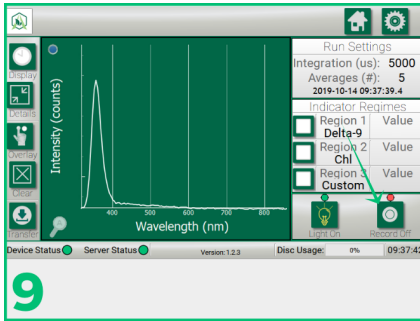 Run Settings
Integration (us): 5000
Averages (#): 5
2019-10-14 09:37:39.4
Indicator Regimes
Region 1 Value
Delta-9
Region 2 Value
Chl
Region 3 Value
Custom
Display
Details
Overlay
Clear
Transfer
Intensity (counts)
400 500 600 700 800
Wavelength (nm)
Light On Record Off
Device Status Server Status Version: 1.2.3 Disc Usage: 0% 09:37:42
9